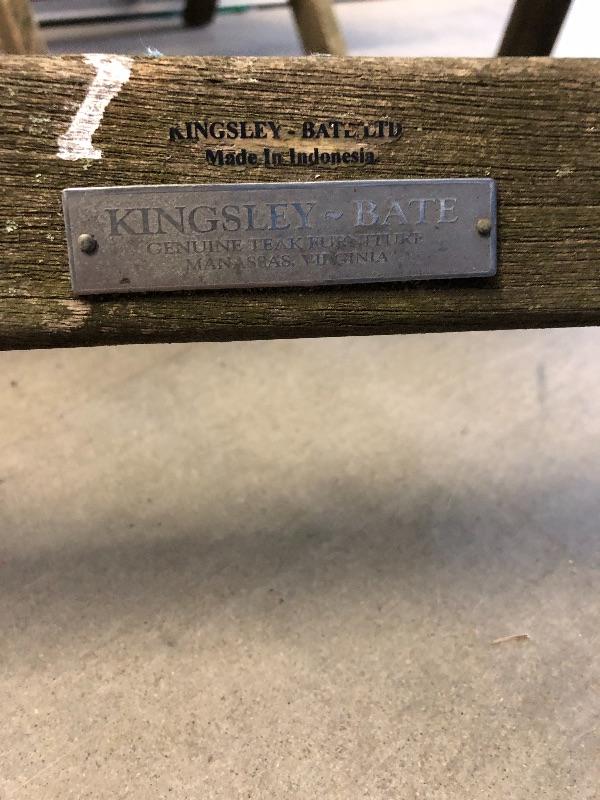 KINGSLEY - BATE LTD
Made In Indonesia.
KINGSLEY ~ BATE
GENUINE TEAK FURNITURE
MANASSAS, VIRGINIA